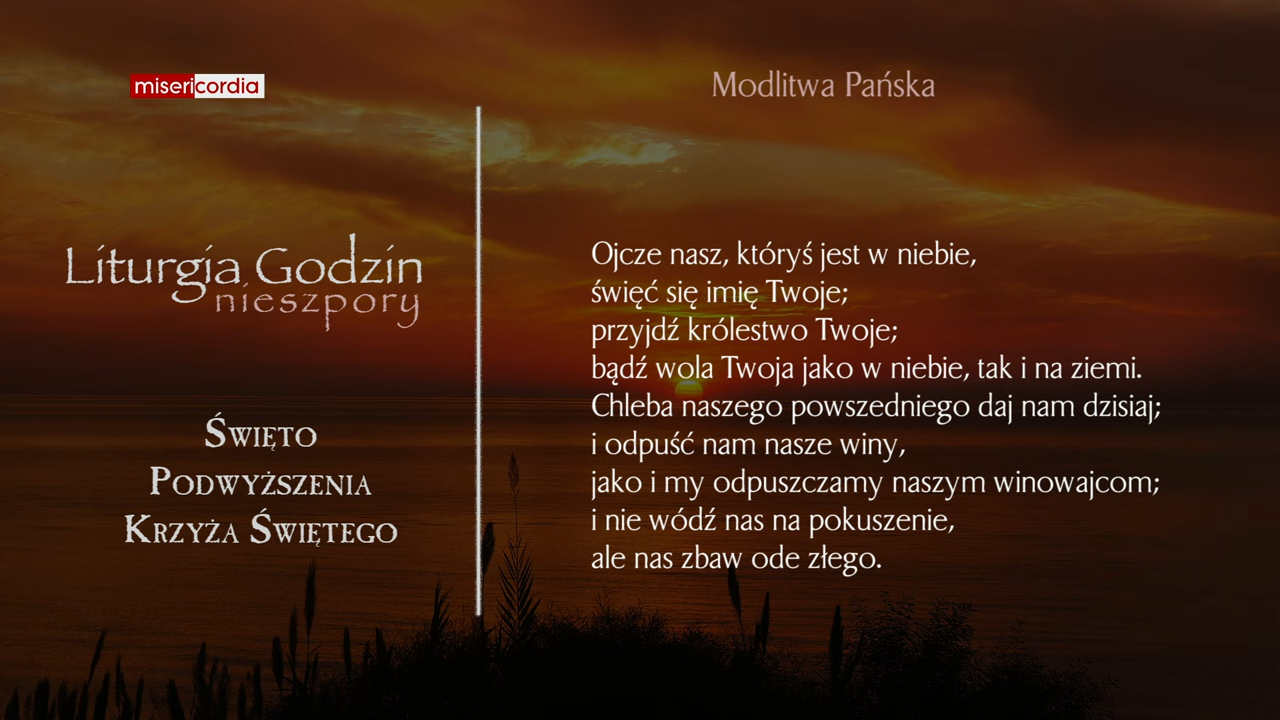 misericordia
Liturgia Godzin
nieszpory
Święto
Podwyższenia
Krzyża Świętego
Modlitwa Pańska
Ojcze nasz, któryś jest w niebie,
święć się imię Twoje;
przyjdź królestwo Twoje;
bądź wola Twoja jako w niebie, tak i na ziemi.
Chleba naszego powszedniego daj nam dzisiaj;
i odpuść nam nasze winy,
jako i my odpuszczamy naszym winowajcom;
i nie wódź nas na pokuszenie,
ale nas zbaw ode złego.